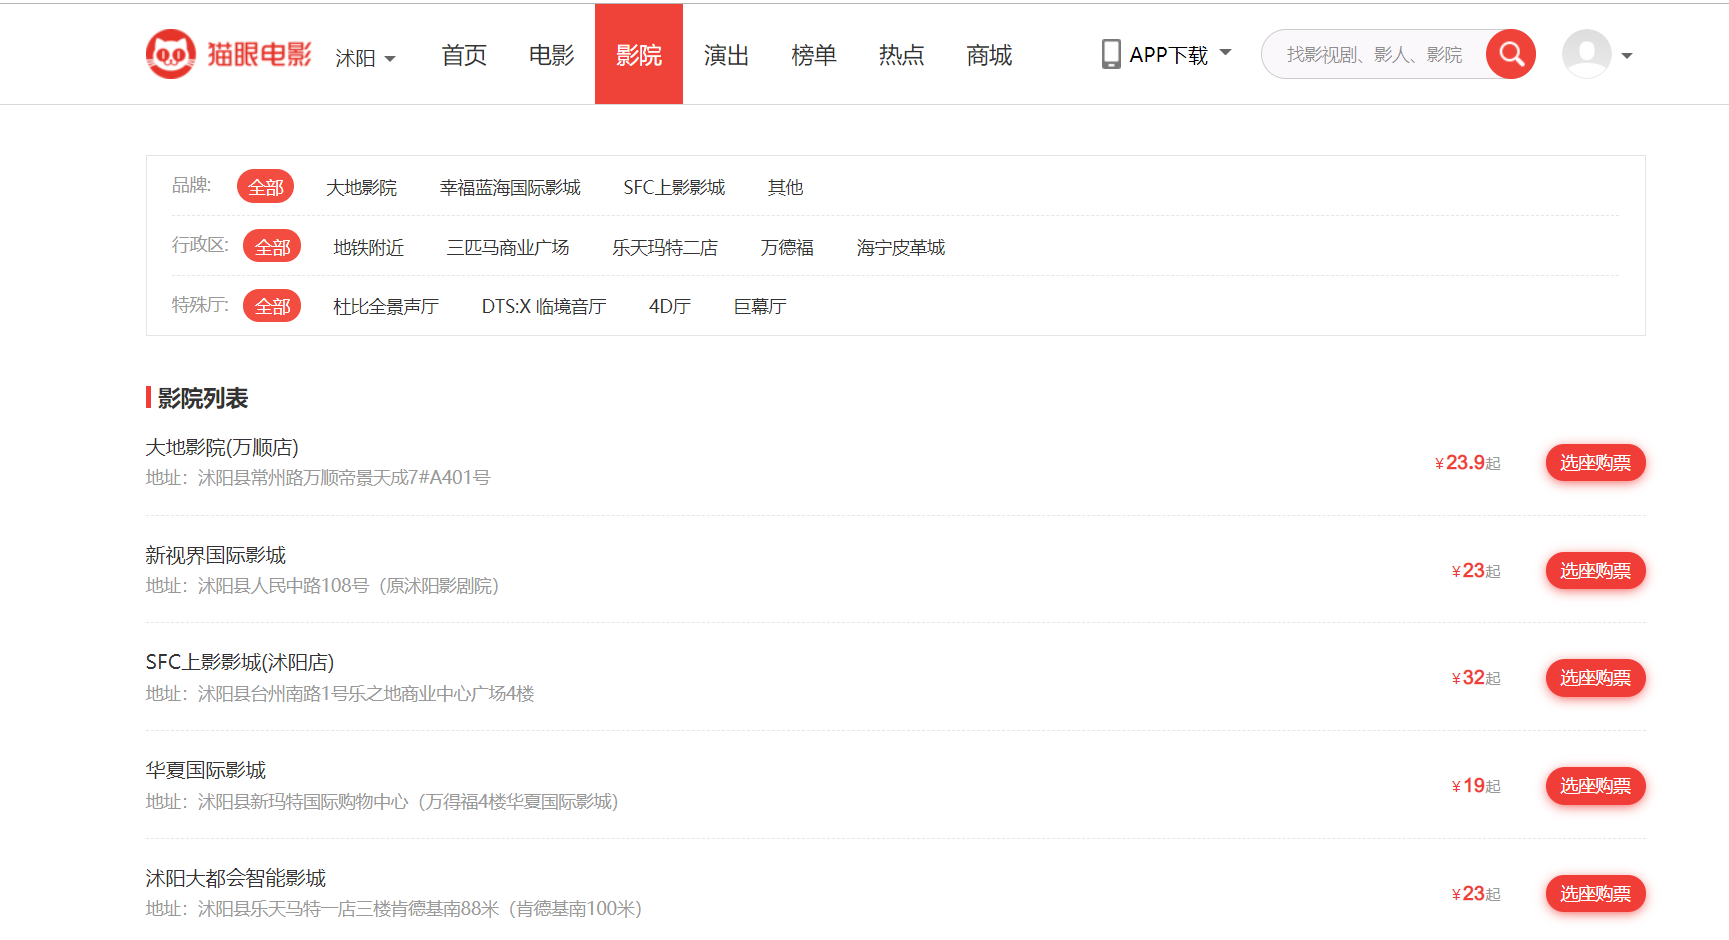 猫眼电影 沭阳 首页 电影 影院 演出 榜单 热点 商城 APP下载 找影视剧、影人、影院
品牌: 全部 大地影院 幸福蓝海国际影城 SFC上影影城 其他
行政区: 全部 地铁附近 三匹马商业广场 乐天玛特二店 万德福 海宁皮革城
特殊厅: 全部 杜比全景声厅 DTS:X 临境音厅 4D厅 巨幕厅
影院列表
大地影院(万顺店)
地址：沭阳县常州路万顺帝景天成7#A401号
¥23.9起 选座购票
新视界国际影城
地址：沭阳县人民中路108号（原沭阳影剧院）
¥23起 选座购票
SFC上影影城(沭阳店)
地址：沭阳县台州南路1号乐之地商业中心广场4楼
¥32起 选座购票
华夏国际影城
地址：沭阳县新玛特国际购物中心（万得福4楼华夏国际影城）
¥19起 选座购票
沭阳大都会智能影城
地址：沭阳县乐天马特一店三楼肯德基南88米（肯德基南100米）
¥23起 选座购票